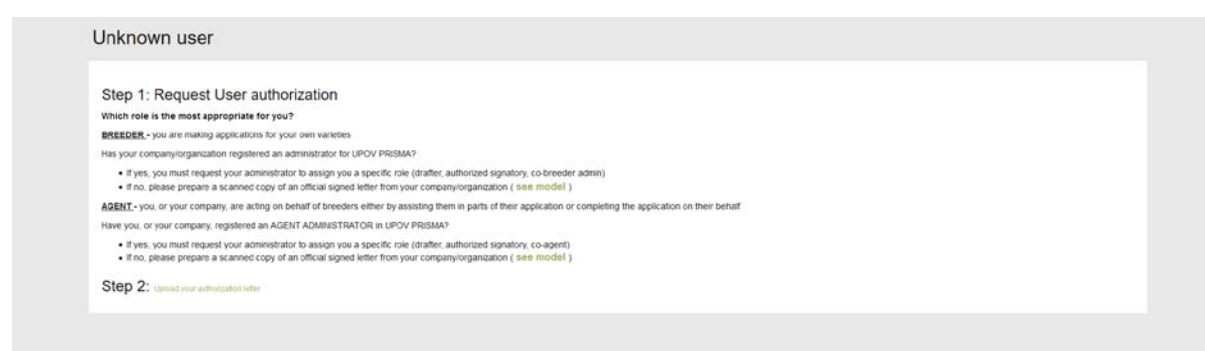 Unknown user
Step 1: Request User authorization
Which role is the most appropriate for you?
BREEDER - you are making applications for your own varieties
Has your company/organization registered an administrator for UPOV PRISMA?
• If yes, you must request your administrator to assign you a specific role (drafter, authorized signatory, co-breeder admin)
• If no, please prepare a scanned copy of an official signed letter from your company/organization ( see model )
AGENT - you, or your company, are acting on behalf of breeders either by assisting them in parts of their application or completing the application on their behalf
Have you, or your company, registered an AGENT ADMINISTRATOR in UPOV PRISMA?
• If yes, you must request your administrator to assign you a specific role (drafter, authorized signatory, co-agent)
• If no, please prepare a scanned copy of an official signed letter from your company/organization ( see model )
Step 2: Upload your authorization letter